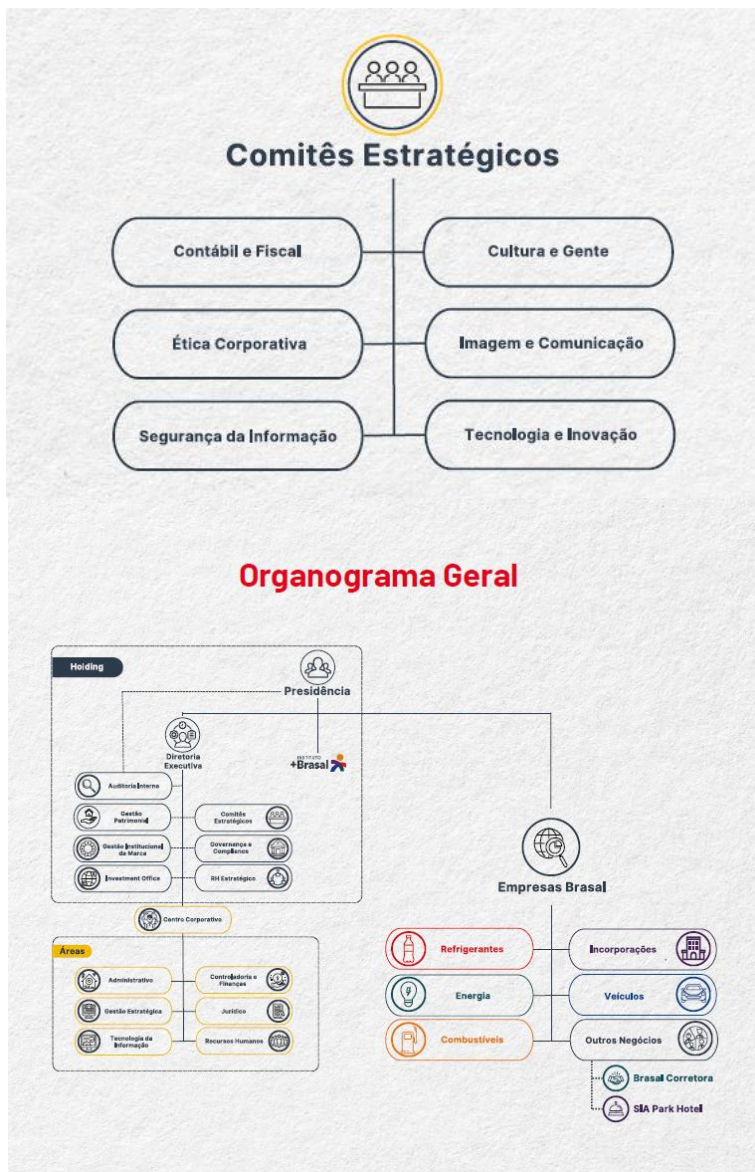 Comitês Estratégicos
Contábil e Fiscal
Cultura e Gente
Ética Corporativa
Imagem e Comunicação
Segurança da Informação
Tecnologia e Inovação
Organograma Geral
Holding
Presidência
Diretoria
Executiva
INSTITUTO
+Brasal
Auditoria Interna
Gestão
Patrimonial
Comitês
Estratégicos
Gestão Institucional
da Marca
Governança e
Compliance
Investment Office
RH Estratégico
Centro Corporativo
Áreas
Administrativo
Controladoria e
Finanças
Gestão Estratégica
Jurídico
Tecnologia da
Informação
Recursos Humanos
Empresas Brasal
Refrigerantes
Incorporações
Energia
Veículos
Combustíveis
Outros Negócios
Brasal Corretora
SIA Park Hotel